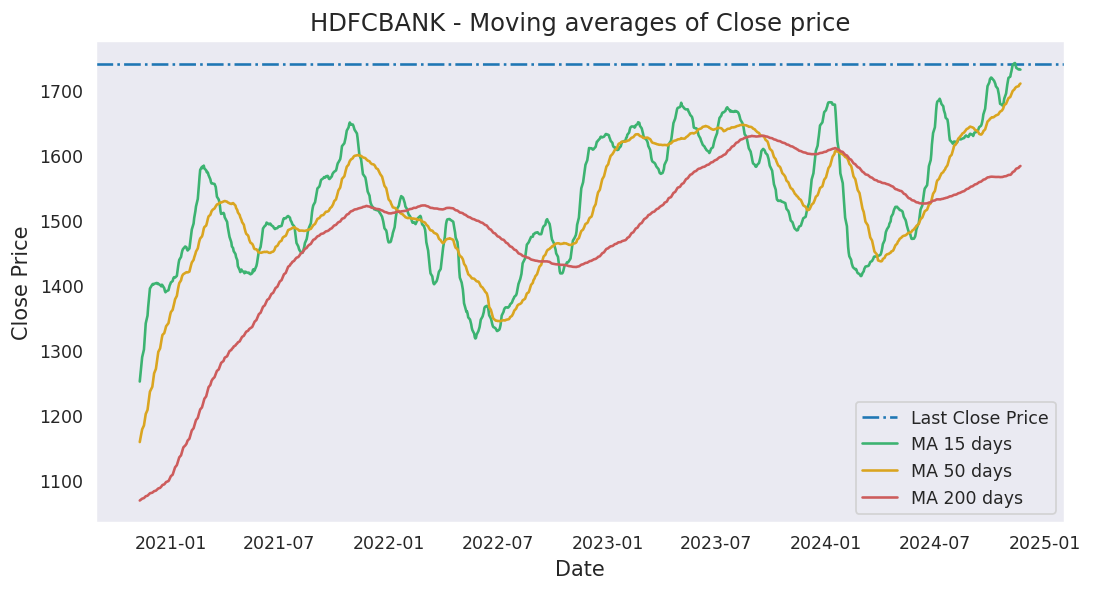 HDFCBANK - Moving averages of Close price
Close Price
1700
1600
1500
1400
1300
1200
1100
Last Close Price
MA 15 days
MA 50 days
MA 200 days
2021-01 2021-07 2022-01 2022-07 2023-01 2023-07 2024-01 2024-07 2025-01
Date